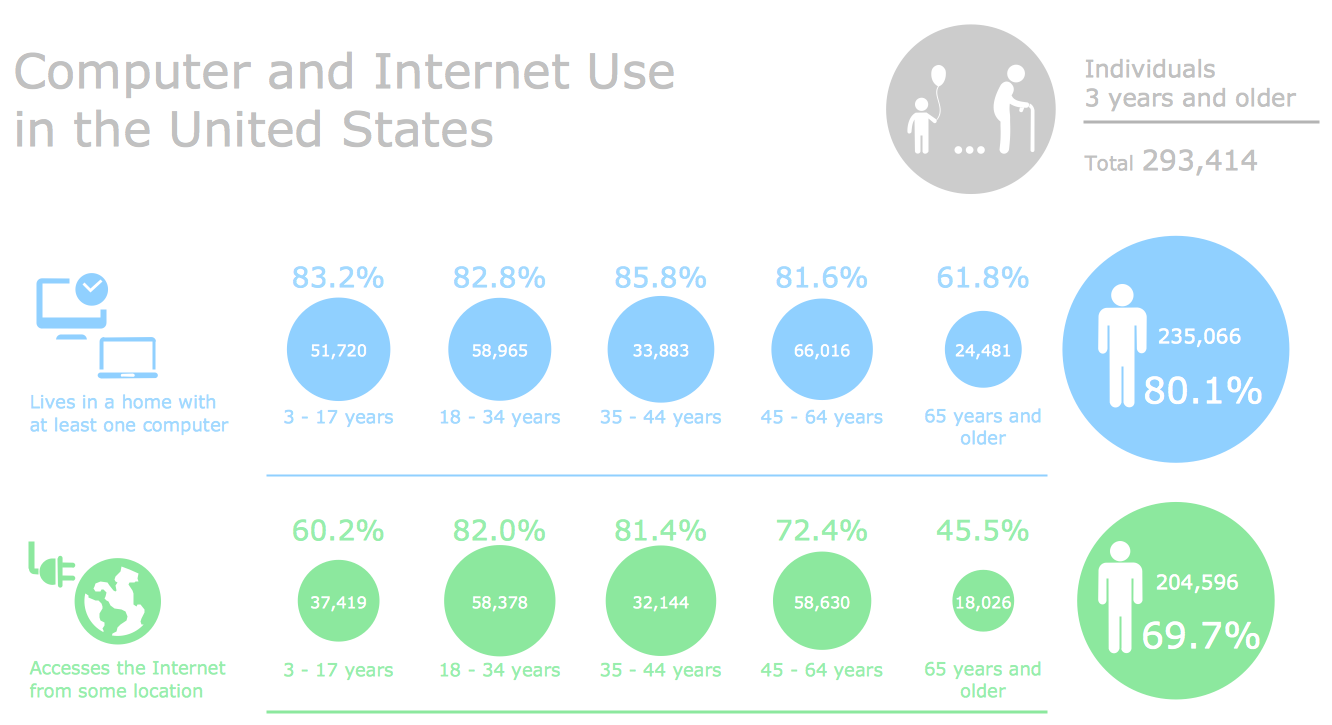 Computer and Internet Use
in the United States
Individuals
3 years and older
Total 293,414
83.2% 82.8% 85.8% 81.6% 61.8%
51,720 58,965 33,883 66,016 24,481
235,066
80.1%
Lives in a home with
at least one computer
3 - 17 years 18 - 34 years 35 - 44 years 45 - 64 years 65 years and
older
60.2% 82.0% 81.4% 72.4% 45.5%
37,419 58,378 32,144 58,630 18,026
204,596
69.7%
Accesses the Internet
from some location
3 - 17 years 18 - 34 years 35 - 44 years 45 - 64 years 65 years and
older